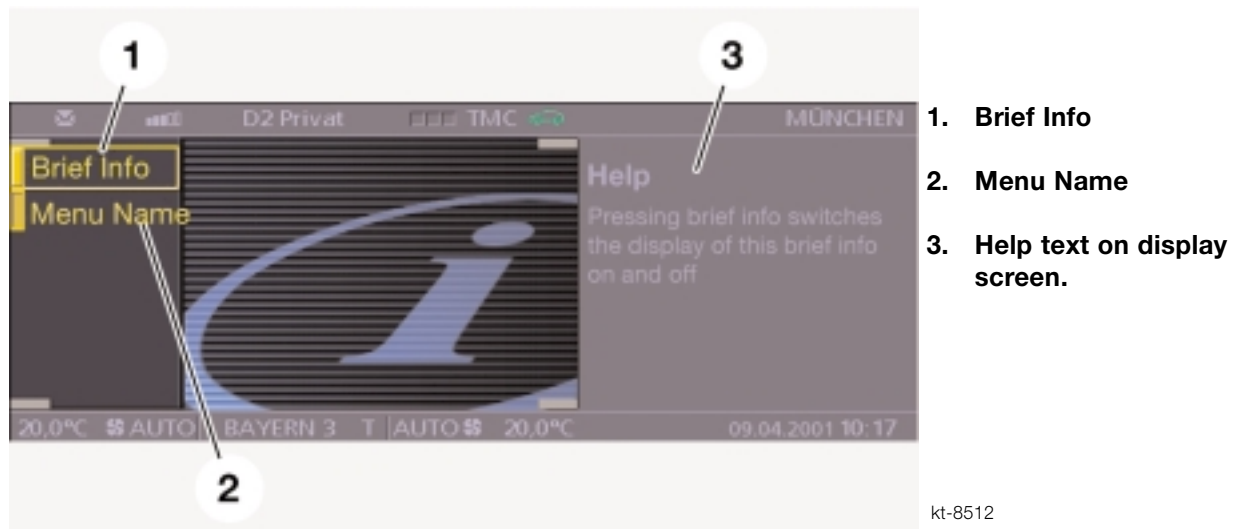 1
3
D2 Privat TMC MÜNCHEN
Brief Info
Menu Name
Help
Pressing brief info switches
the display of this brief info
on and off
20,0°C AUTO BAYERN 3 T AUTO 20,0°C 09.04.2001 10:17
2
1. Brief Info
2. Menu Name
3. Help text on display
screen.
kt-8512